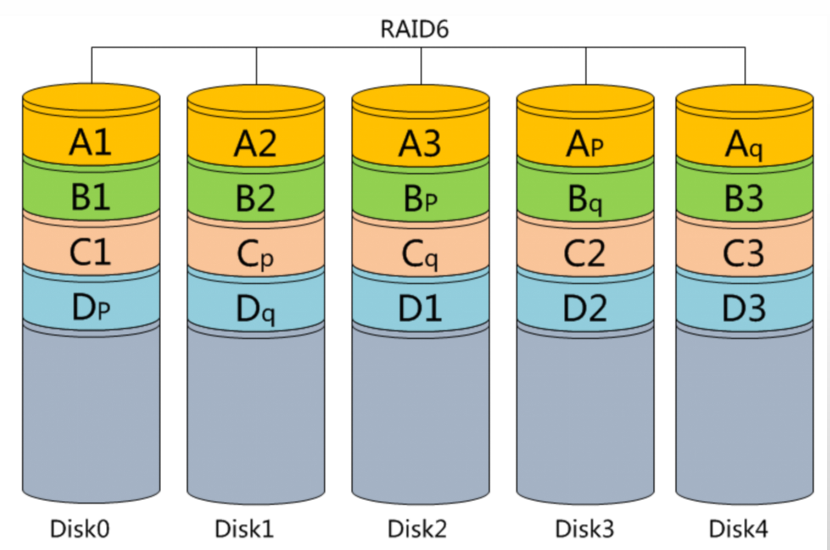 RAID6
A1 A2 A3 AP Aq
B1 B2 BP Bq B3
C1 Cp Cq C2 C3
DP Dq D1 D2 D3
Disk0 Disk1 Disk2 Disk3 Disk4